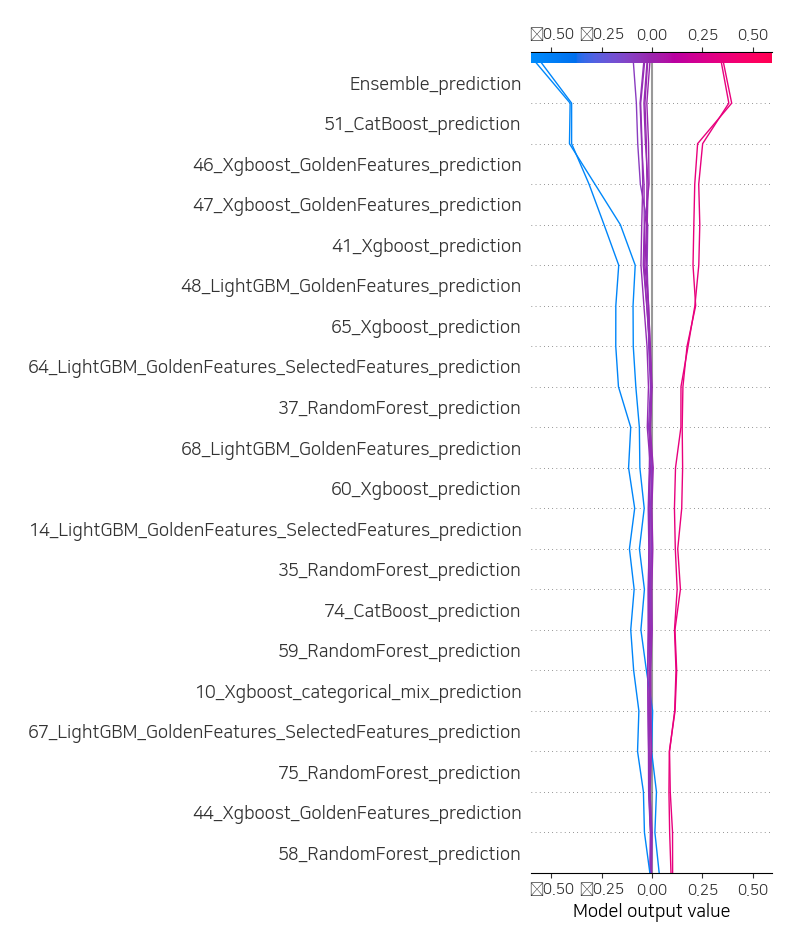 ▯0.50 ▯0.25 0.00 0.25 0.50
Ensemble_prediction
51_CatBoost_prediction
46_Xgboost_GoldenFeatures_prediction
47_Xgboost_GoldenFeatures_prediction
41_Xgboost_prediction
48_LightGBM_GoldenFeatures_prediction
65_Xgboost_prediction
64_LightGBM_GoldenFeatures_SelectedFeatures_prediction
37_RandomForest_prediction
68_LightGBM_GoldenFeatures_prediction
60_Xgboost_prediction
14_LightGBM_GoldenFeatures_SelectedFeatures_prediction
35_RandomForest_prediction
74_CatBoost_prediction
59_RandomForest_prediction
10_Xgboost_categorical_mix_prediction
67_LightGBM_GoldenFeatures_SelectedFeatures_prediction
75_RandomForest_prediction
44_Xgboost_GoldenFeatures_prediction
58_RandomForest_prediction
▯0.50 ▯0.25 0.00 0.25 0.50
Model output value